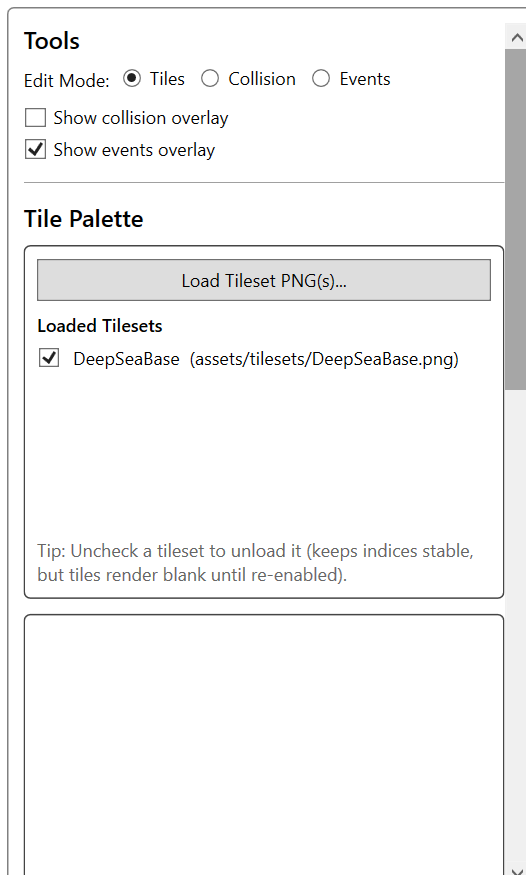 Tools
Edit Mode: Tiles Collision Events
Show collision overlay
Show events overlay
Tile Palette
Load Tileset PNG(s)...
Loaded Tilesets
DeepSeaBase (assets/tilesets/DeepSeaBase.png)
Tip: Uncheck a tileset to unload it (keeps indices stable,
but tiles render blank until re-enabled).